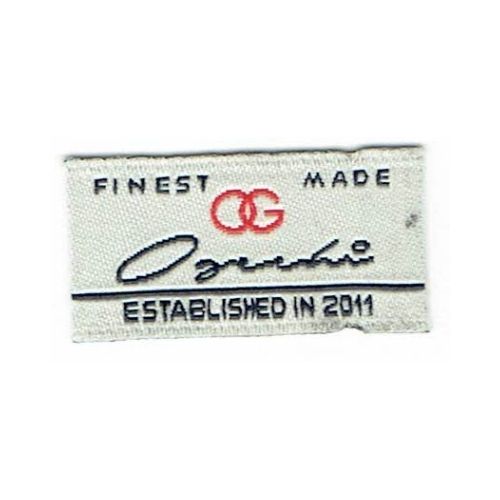 FINEST MADE
OG
ESTABLISHED IN 2011